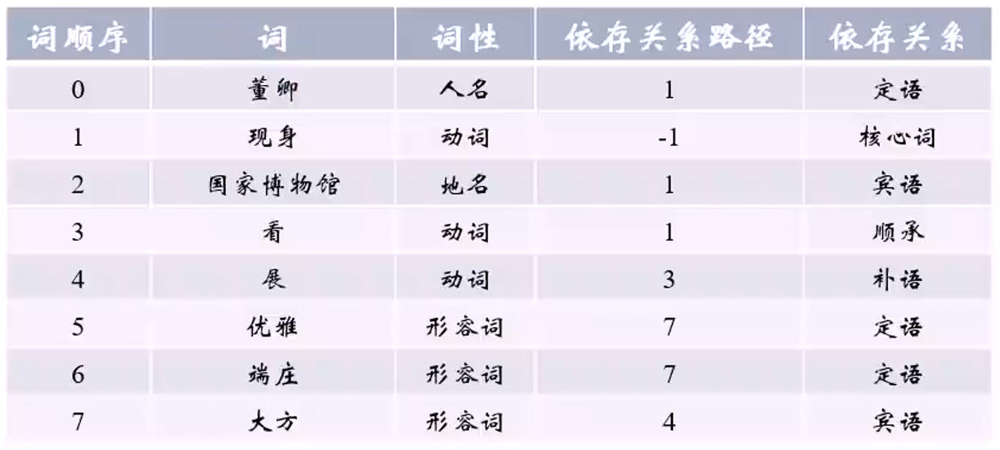 词顺序 词 词性 依存关系路径 依存关系
0 董卿 人名 1 定语
1 现身 动词 -1 核心词
2 国家博物馆 地名 1 宾语
3 看 动词 1 顺承
4 展 动词 3 补语
5 优雅 形容词 7 定语
6 端庄 形容词 7 定语
7 大方 形容词 4 宾语